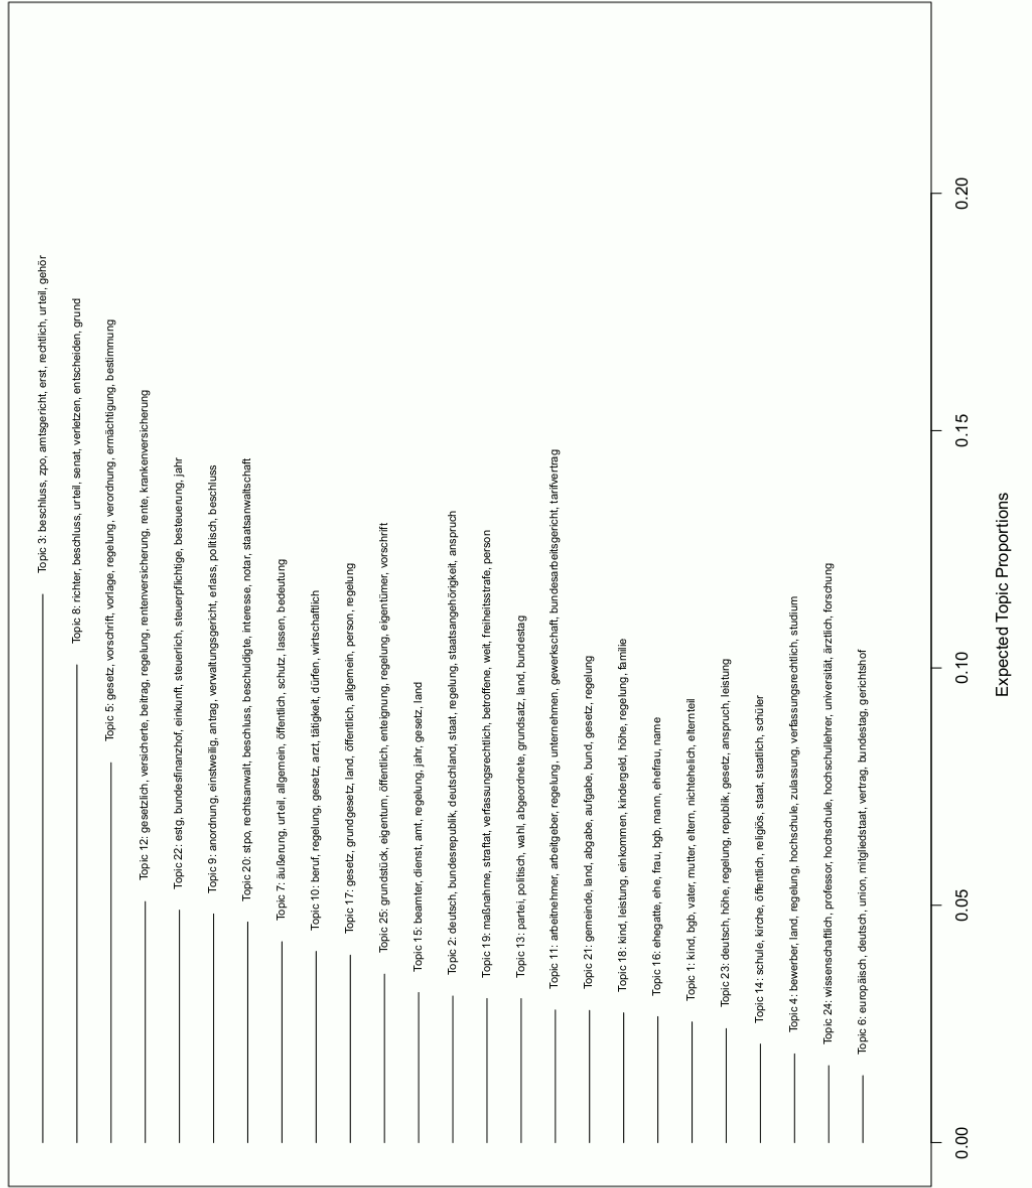 Topic 3: beschluss, zpo, amtsgericht, erst, rechtlich, urteil, gehör
Topic 8: richter, beschluss, urteil, senat, verletzen, entscheiden, grund
Topic 5: gesetz, vorschrift, vorlage, regelung, verordnung, ermächtigung, bestimmung
Topic 12: gesetzlich, versicherte, beitrag, regelung, rentenversicherung, rente, krankenversicherung
Topic 22: estg, bundesfinanzhof, einkunft, steuerlich, steuerpflichtige, besteuerung, jahr
Topic 9: anordnung, einstweilig, antrag, verwaltungsgericht, erlass, politisch, beschluss
Topic 20: stpo, rechtsanwalt, beschluss, beschuldigte, interesse, notar, staatsanwaltschaft
Topic 7: äußerung, urteil, allgemein, öffentlich, schutz, lassen, bedeutung
Topic 10: beruf, regelung, gesetz, arzt, tätigkeit, dürfen, wirtschaftlich
Topic 17: gesetz, grundgesetz, land, öffentlich, allgemein, person, regelung
Topic 25: grundstück, eigentum, öffentlich, enteignung, regelung, eigentümer, vorschrift
Topic 15: beamter, dienst, amt, regelung, jahr, gesetz, land
Topic 2: deutsch, bundesrepublik, deutschland, staat, regelung, staatsangehörigkeit, anspruch
Topic 19: maßnahme, straftat, verfassungsrechtlich, betroffene, weit, freiheitsstrafe, person
Topic 13: partei, politisch, wahl, abgeordnete, grundsatz, land, bundestag
Topic 11: arbeitnehmer, arbeitgeber, regelung, unternehmen, gewerkschaft, bundesarbeitsgericht, tarifvertrag
Topic 21: gemeinde, land, abgabe, aufgabe, bund, gesetz, regelung
Topic 18: kind, leistung, einkommen, kindergeld, höhe, regelung, familie
Topic 16: ehegatte, ehe, frau, bgb, mann, ehefrau, name
Topic 1: kind, bgb, vater, mutter, eltern, nichtehelich, elternteil
Topic 23: deutsch, höhe, regelung, republik, gesetz, anspruch, leistung
Topic 14: schule, kirche, öffentlich, religiös, staat, staatlich, schüler
Topic 4: bewerber, land, regelung, hochschule, zulassung, verfassungsrechtlich, studium
Topic 24: wissenschaftlich, professor, hochschule, hochschullehrer, universität, ärztlich, forschung
Topic 6: europäisch, deutsch, union, mitgliedstaat, vertrag, bundestag, gerichtshof
0.00
0.05
0.10
0.15
0.20
Expected Topic Proportions